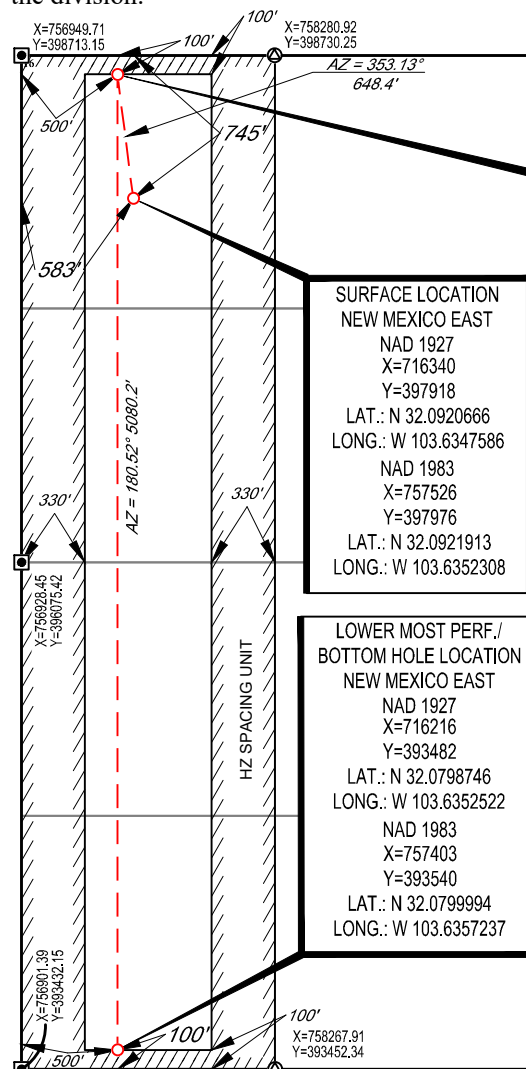 the division.
X=756949.71
Y=398713.15
X=758280.92
Y=398730.25
100'
100'
AZ = 353.13°
648.4'
500'
745'
583'
SURFACE LOCATION
NEW MEXICO EAST
NAD 1927
X=716340
Y=397918
LAT.: N 32.0920666
LONG.: W 103.6347586
NAD 1983
X=757526
Y=397976
LAT.: N 32.0921913
LONG.: W 103.6352308
AZ = 180.52° 5080.2'
330'
330'
X=756928.45
Y=396075.42
HZ SPACING UNIT
LOWER MOST PERF./
BOTTOM HOLE LOCATION
NEW MEXICO EAST
NAD 1927
X=716216
Y=393482
LAT.: N 32.0798746
LONG.: W 103.6352522
NAD 1983
X=757403
Y=393540
LAT.: N 32.0799994
LONG.: W 103.6357237
X=756901.39
Y=393432.15
500'
100'
100'
X=758267.91
Y=393452.34